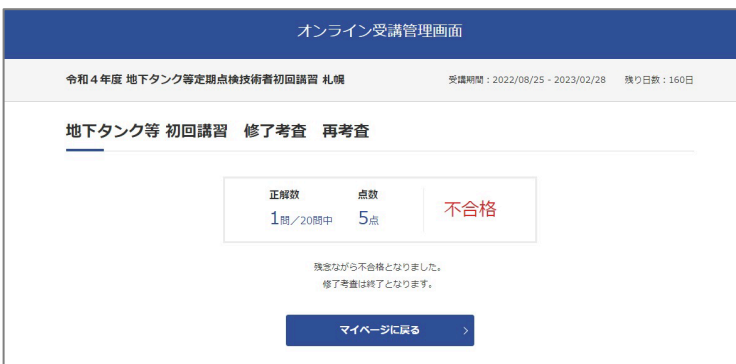 オンライン受講管理画面
令和４年度 地下タンク等定期点検技術者初回講習 札幌
受講期間：2022/08/25 - 2023/02/28 残り日数：160日
地下タンク等 初回講習　修了考査　再考査
正解数 点数
1問／20問中 5点 不合格
残念ながら不合格となりました。
修了考査は終了となります。
マイページに戻る